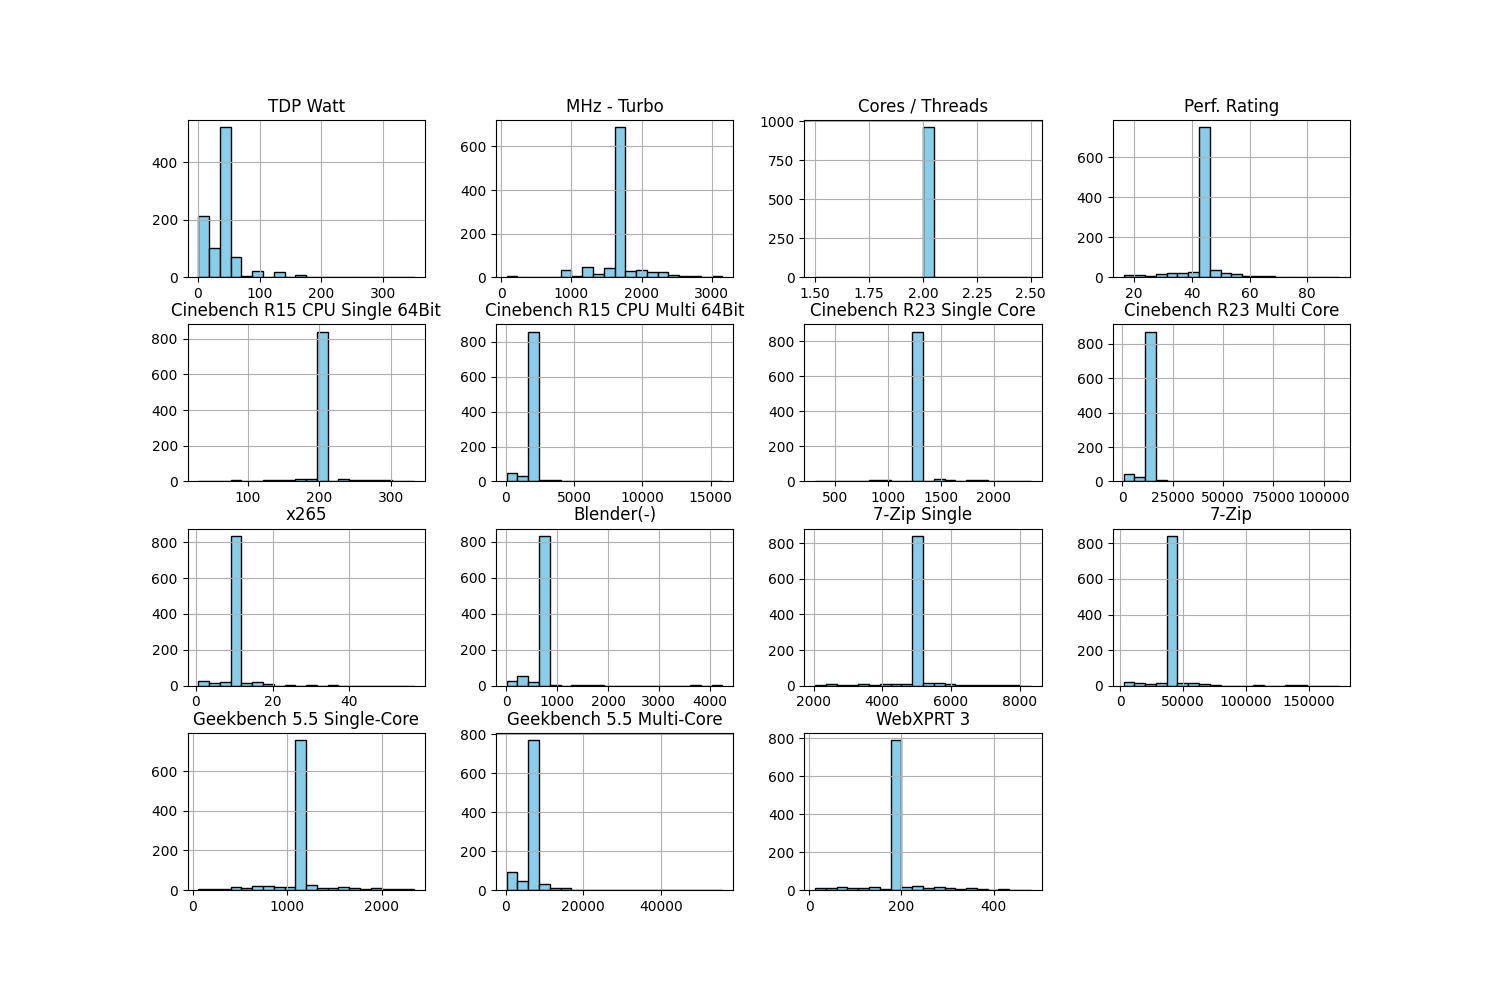 TDP Watt
400
200
0
0 100 200 300
MHz - Turbo
600
400
200
0
0 1000 2000 3000
Cores / Threads
1000
750
500
250
0
1.50 1.75 2.00 2.25 2.50
Perf. Rating
600
400
200
0
20 40 60 80
Cinebench R15 CPU Single 64Bit
800
600
400
200
0
100 200 300
Cinebench R15 CPU Multi 64Bit
800
600
400
200
0
0 5000 10000 15000
Cinebench R23 Single Core
800
600
400
200
0
500 1000 1500 2000
Cinebench R23 Multi Core
800
600
400
200
0
0 25000 50000 75000 100000
x265
800
600
400
200
0
0 20 40
Blender(-)
800
600
400
200
0
0 1000 2000 3000 4000
7-Zip Single
800
600
400
200
0
2000 4000 6000 8000
7-Zip
800
600
400
200
0
0 50000 100000 150000
Geekbench 5.5 Single-Core
600
400
200
0
0 1000 2000
Geekbench 5.5 Multi-Core
800
600
400
200
0
0 20000 40000
WebXPRT 3
800
600
400
200
0
0 200 400